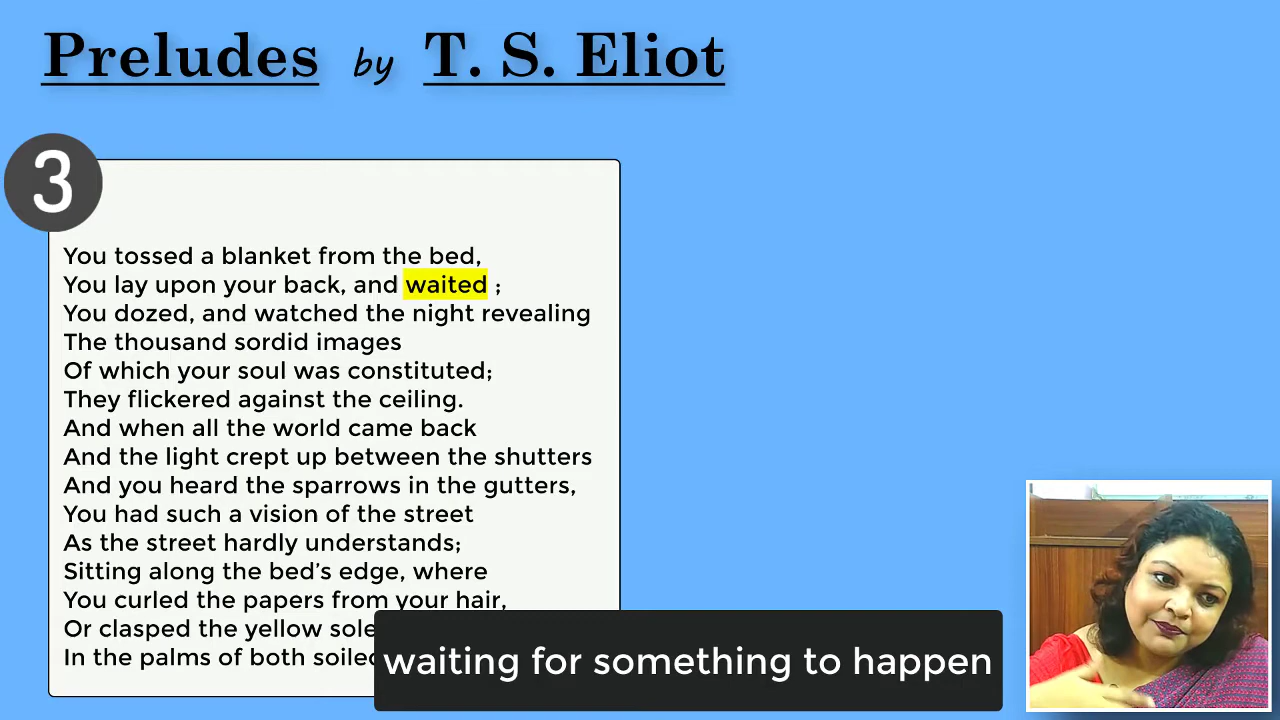 Preludes by T. S. Eliot
3
You tossed a blanket from the bed,
You lay upon your back, and waited ;
You dozed, and watched the night revealing
The thousand sordid images
Of which your soul was constituted;
They flickered against the ceiling.
And when all the world came back
And the light crept up between the shutters
And you heard the sparrows in the gutters,
You had such a vision of the street
As the street hardly understands;
Sitting along the bed’s edge, where
You curled the papers from your hair,
Or clasped the yellow sole
In the palms of both
waiting for something to happen